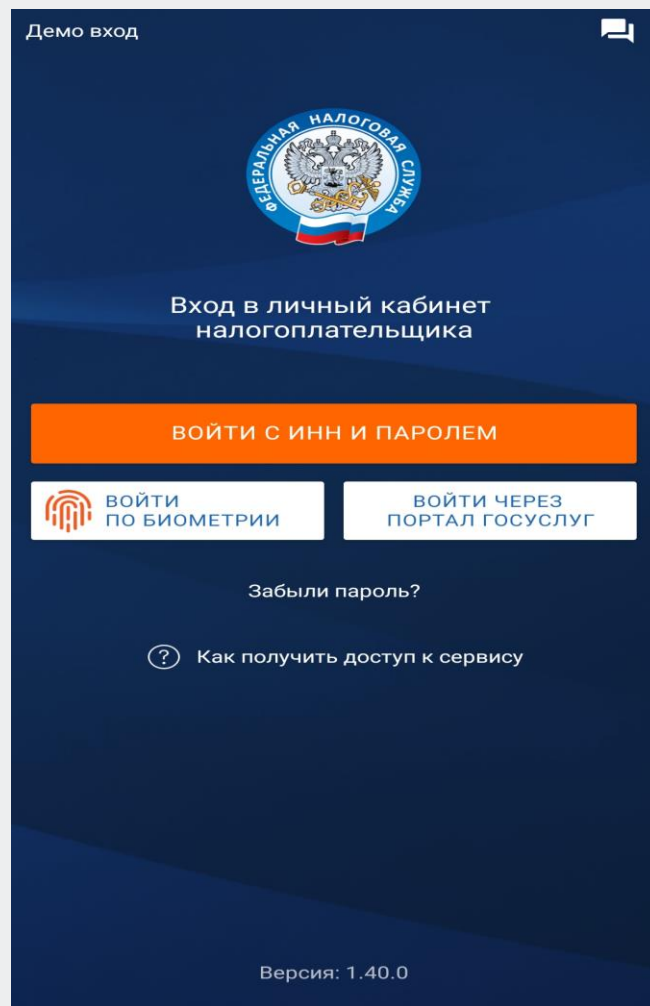 Демо вход
ФЕДЕРАЛЬНАЯ НАЛОГОВАЯ СЛУЖБА
Вход в личный кабинет
налогоплательщика
ВОЙТИ С ИНН И ПАРОЛЕМ
ВОЙТИ
ПО БИОМЕТРИИ
ВОЙТИ ЧЕРЕЗ
ПОРТАЛ ГОСУСЛУГ
Забыли пароль?
? Как получить доступ к сервису
Версия: 1.40.0